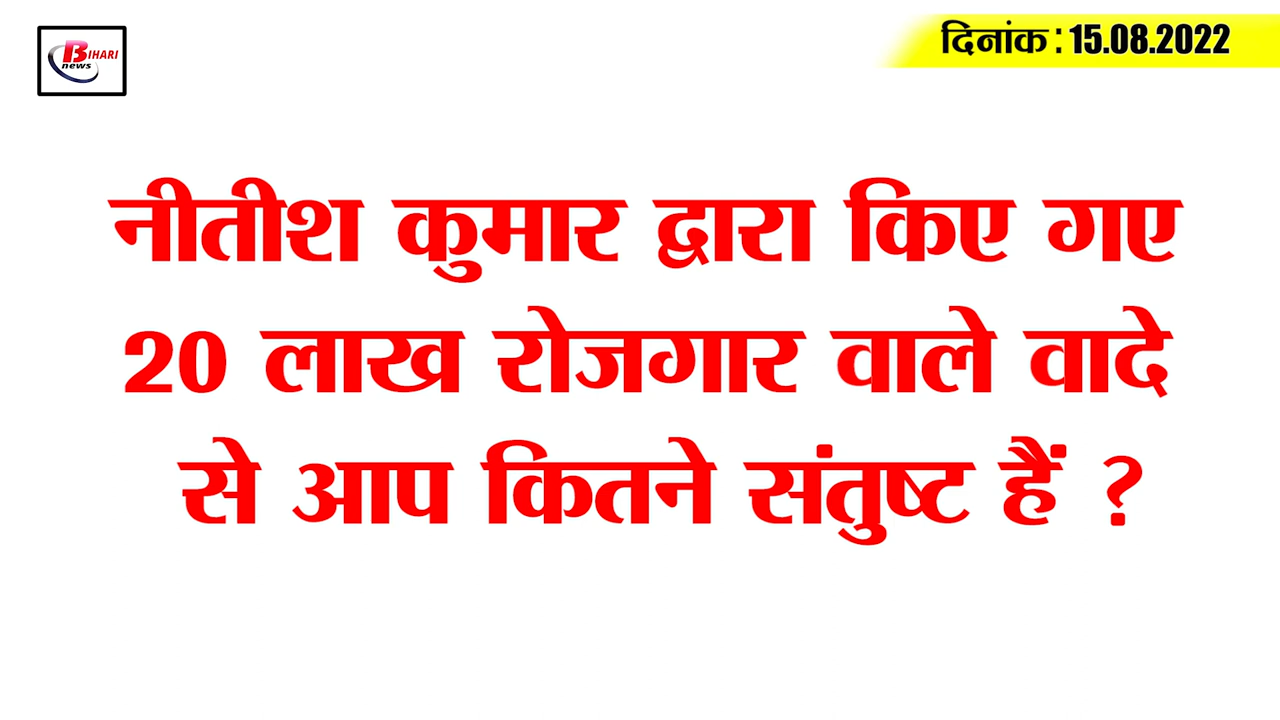 BIHARI
news
दिनांक : 15.08.2022
नीतीश कुमार द्वारा किए गए
20 लाख रोजगार वाले वादे
से आप कितने संतुष्ट हैं ?